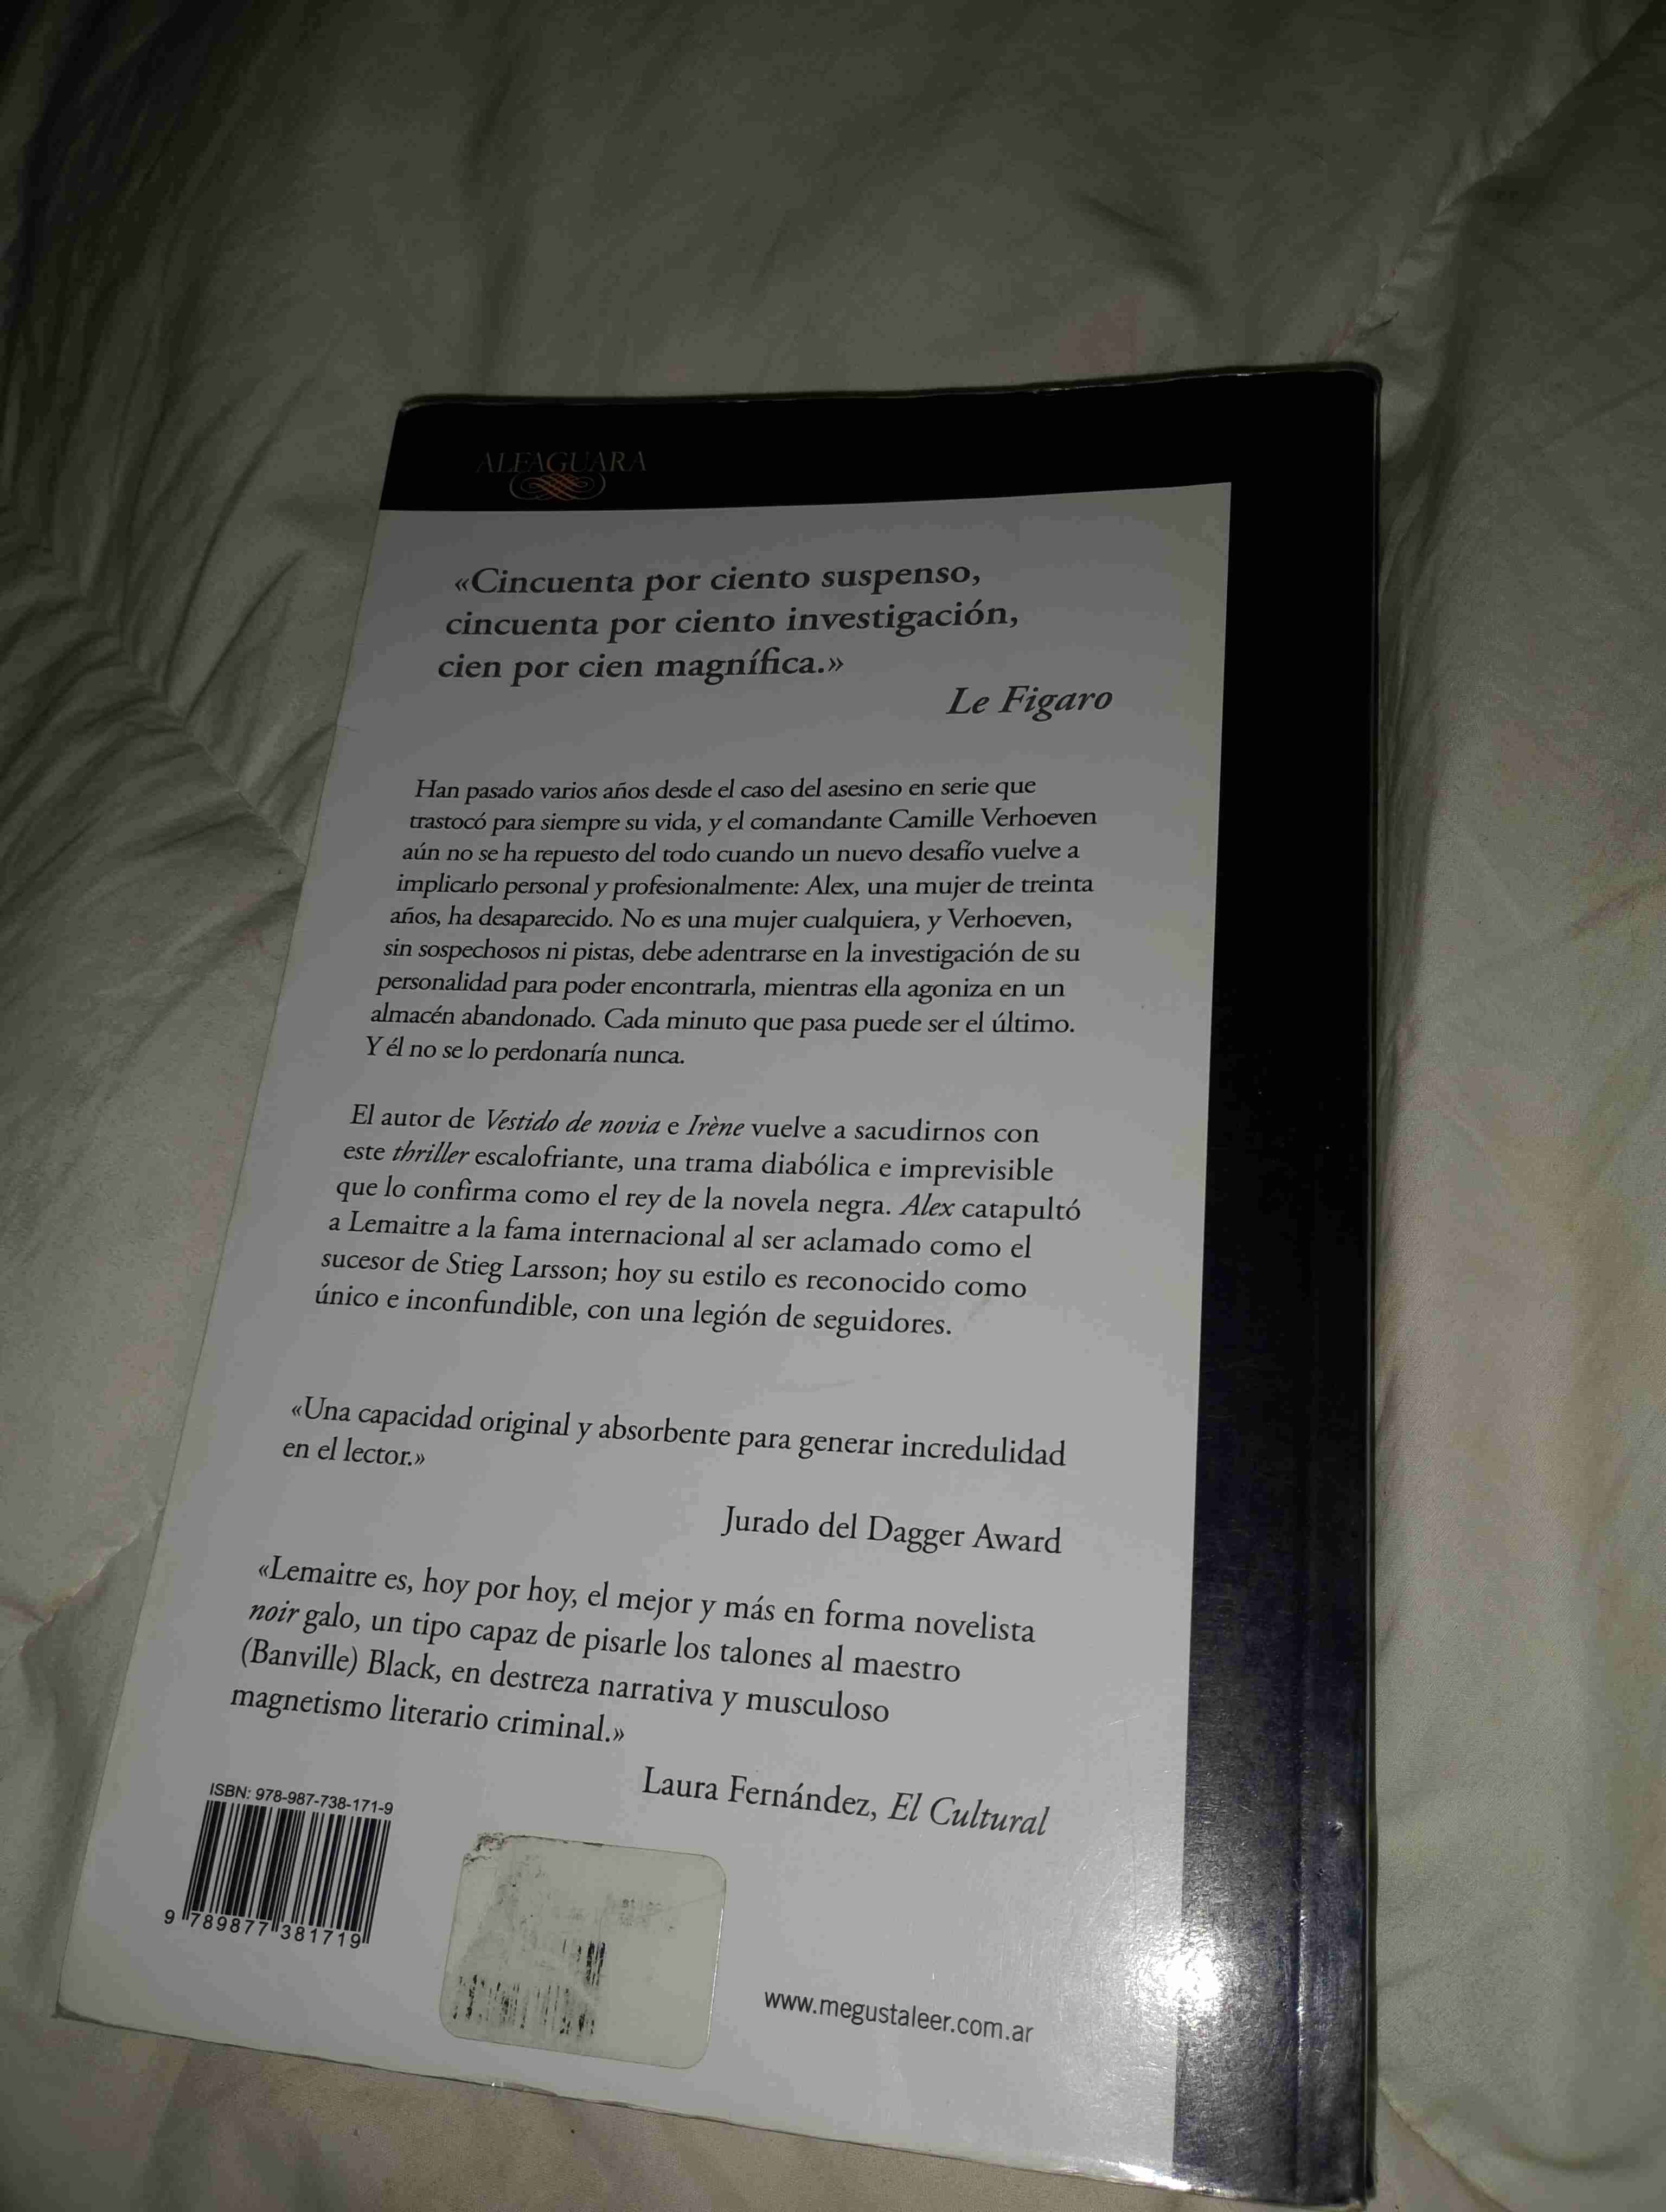 ALFAGUARA
«Cincuenta por ciento suspenso,
cincuenta por ciento investigación,
cien por cien magnífica.»
Le Figaro
Han pasado varios años desde el caso del asesino en serie que
trastocó para siempre su vida, y el comandante Camille Verhoeven
aún no se ha repuesto del todo cuando un nuevo desafío vuelve a
implicarlo personal y profesionalmente: Alex, una mujer de treinta
años, ha desaparecido. No es una mujer cualquiera, y Verhoeven,
sin sospechosos ni pistas, debe adentrarse en la investigación de su
personalidad para poder encontrarla, mientras ella agoniza en un
almacén abandonado. Cada minuto que pasa puede ser el último.
Y él no se lo perdonaría nunca.
El autor de Vestido de novia e Irène vuelve a sacudirnos con
este thriller escalofriante, una trama diabólica e imprevisible
que lo confirma como el rey de la novela negra. Alex catapultó
a Lemaitre a la fama internacional al ser aclamado como el
sucesor de Stieg Larsson; hoy su estilo es reconocido como
único e inconfundible, con una legión de seguidores.
«Una capacidad original y absorbente para generar incredulidad
en el lector.»
Jurado del Dagger Award
«Lemaitre es, hoy por hoy, el mejor y más en forma novelista
noir galo, un tipo capaz de pisarle los talones al maestro
(Banville) Black, en destreza narrativa y musculoso
magnetismo literario criminal.»
Laura Fernández, El Cultural
ISBN: 978-987-738-171-9
9 789877 381719
www.megustaleer.com.ar